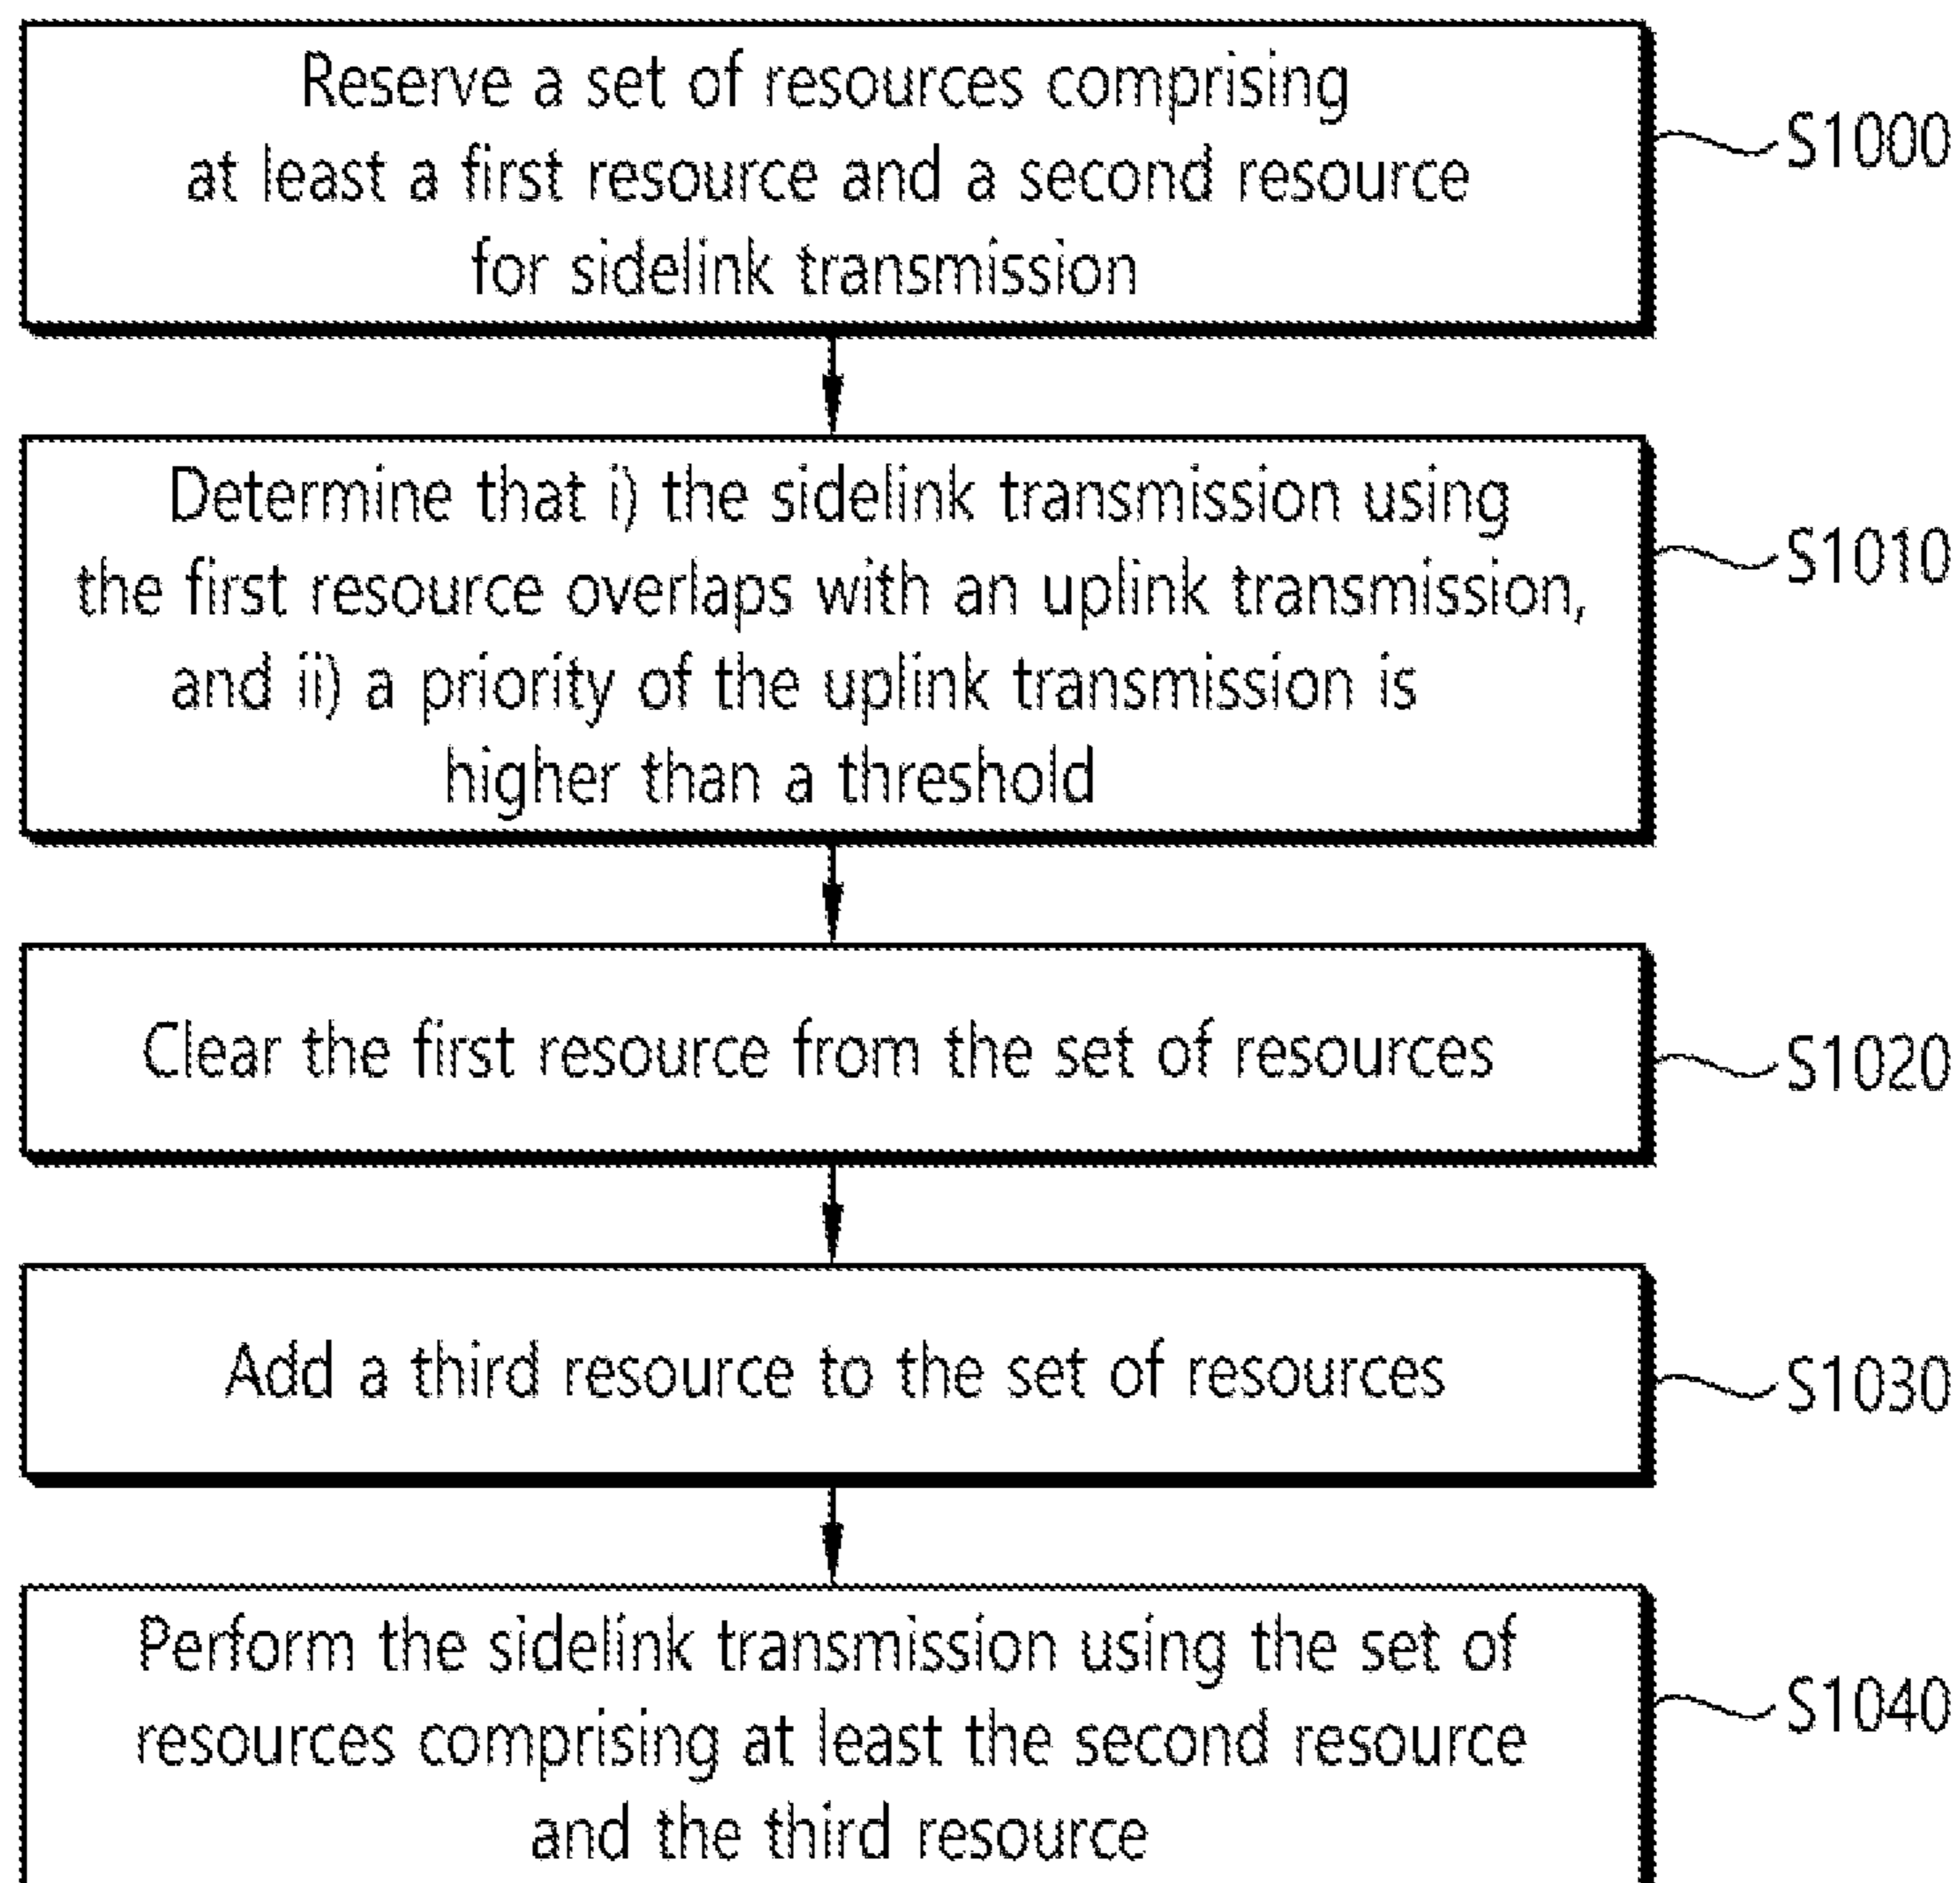 Reserve a set of resources comprising
at least a first resource and a second resource
for sidelink transmission
S1000
Determine that i) the sidelink transmission using
the first resource overlaps with an uplink transmission,
and ii) a priority of the uplink transmission is
higher than a threshold
S1010
Clear the first resource from the set of resources
S1020
Add a third resource to the set of resources
S1030
Perform the sidelink transmission using the set of
resources comprising at least the second resource
and the third resource
S1040